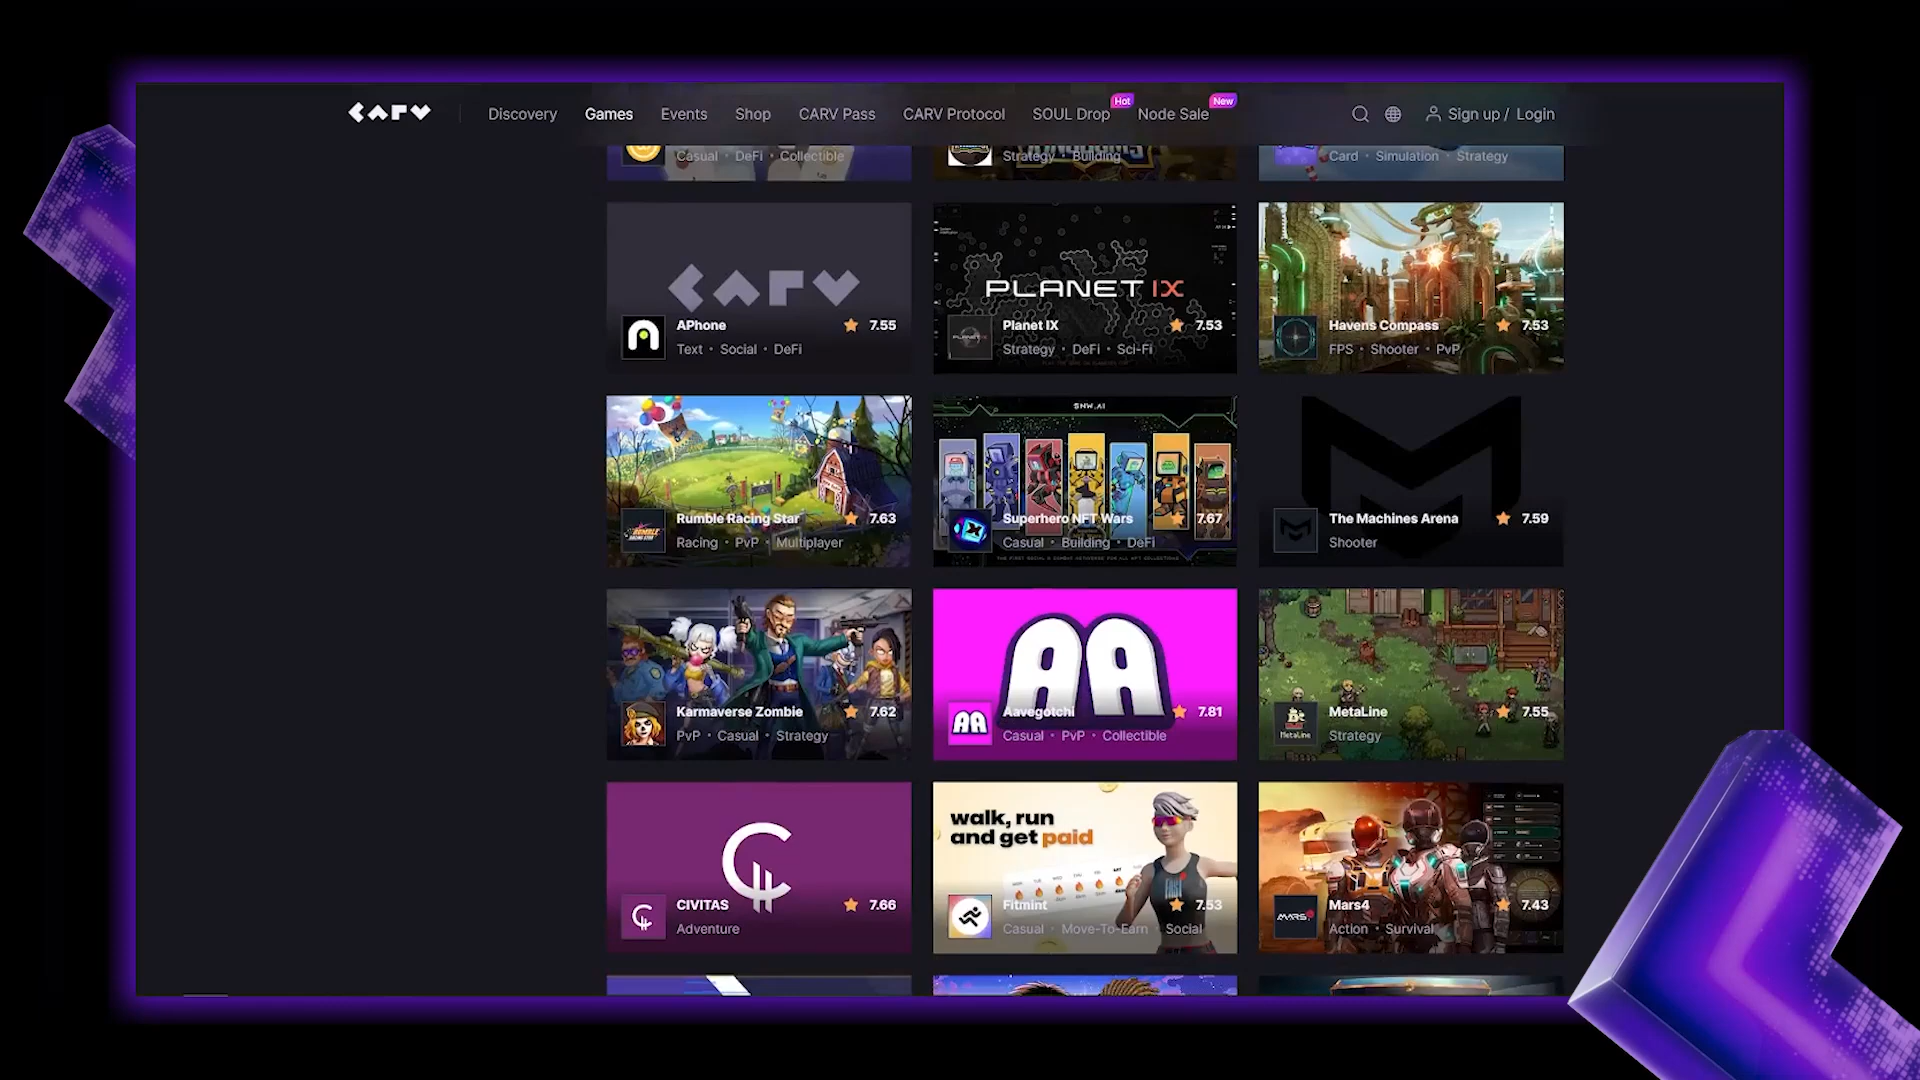 CARV
Discovery
Games
Events
Shop
CARV Pass
CARV Protocol
SOUL Drop
Hot
Node Sale
New
Sign up / Login
Casual • DeFi • Collectible
Strategy • Building
Card • Simulation • Strategy
CARV
APhone
7.55
Text • Social • DeFi
PLANET IX
Planet IX
7.53
Strategy • DeFi • Sci-Fi
Havens Compass
7.53
FPS • Shooter • PvP
Rumble Racing Star
7.63
Racing • PvP • Multiplayer
SNW.AI
Superhero NFT Wars
7.67
Casual • Building • DeFi
The Machines Arena
7.59
Shooter
Karmaverse Zombie
7.62
PvP • Casual • Strategy
AA
Aavegotchi
7.81
Casual • PvP • Collectible
MetaLine
MetaLine
7.55
Strategy
CIVITAS
7.66
Adventure
walk, run
and get paid
Fitmint
7.53
Casual • Move-To-Earn • Social
MARS4
Mars4
7.43
Action • Survival